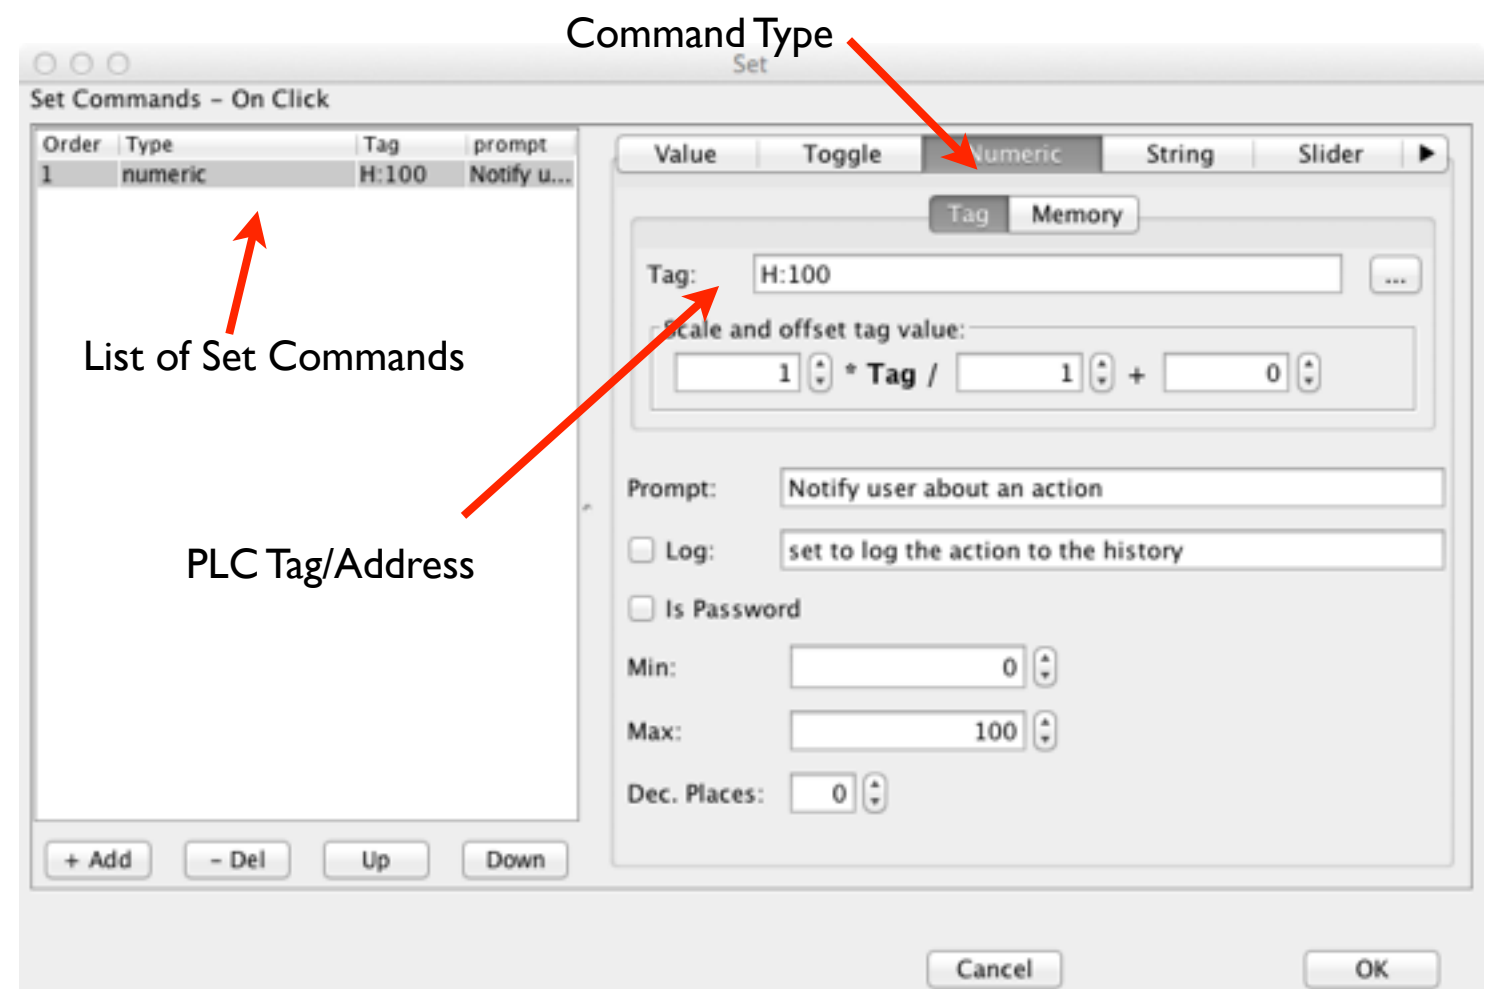 Command Type
Set
Set Commands – On Click
Order Type Tag prompt
1 numeric H:100 Notify u...
Value Toggle Numeric String Slider
Tag Memory
Tag: H:100 ...
Scale and offset tag value:
1 * Tag / 1 + 0
List of Set Commands
Prompt: Notify user about an action
Log: set to log the action to the history
PLC Tag/Address
Is Password
Min: 0
Max: 100
Dec. Places: 0
+ Add – Del Up Down
Cancel OK